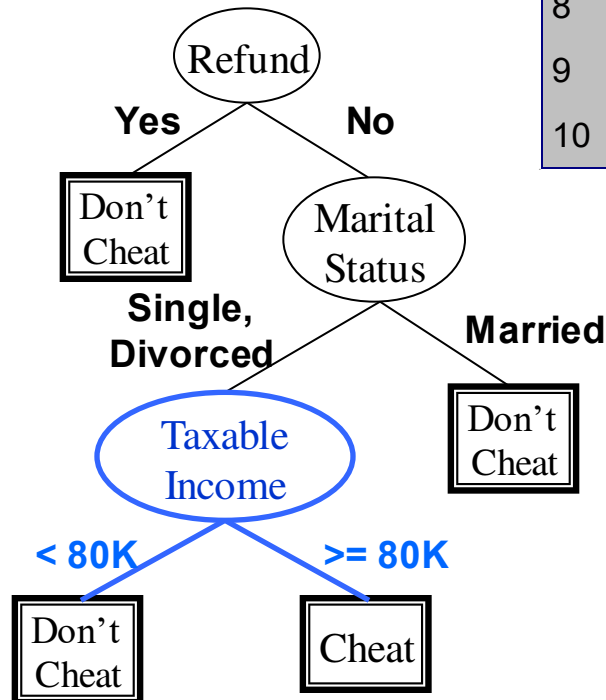 8
9
10
Refund
Yes
No
Don't
Cheat
Marital
Status
Single,
Divorced
Married
Taxable
Income
Don't
Cheat
< 80K
>= 80K
Don't
Cheat
Cheat